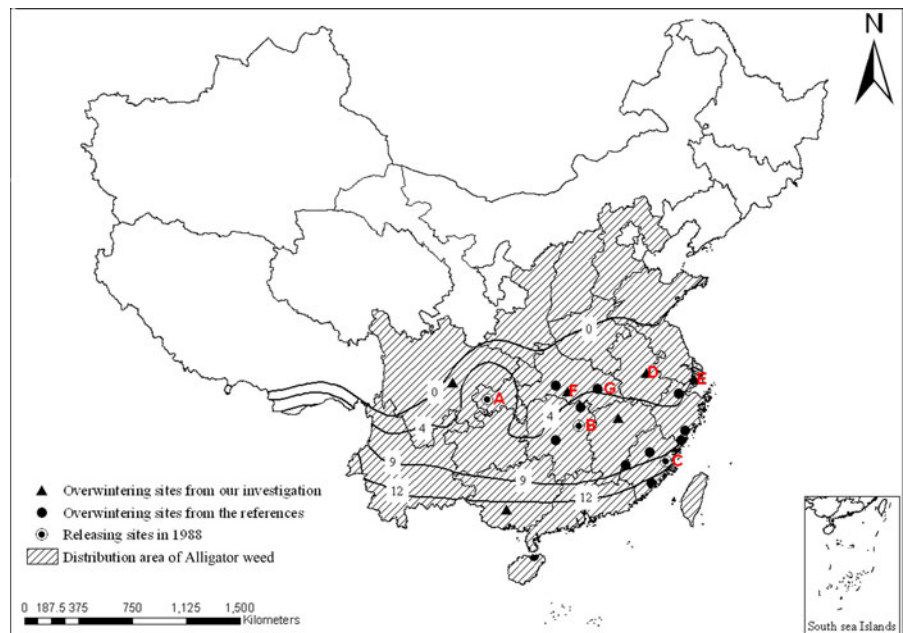 N
0
0
4
4
9
9
12
12
A
B
C
D
E
F
G
Overwintering sites from our investigation
Overwintering sites from the references
Releasing sites in 1988
Distribution area of Alligator weed
0 187.5 375 750 1,125 1,500
Kilometers
South sea Islands